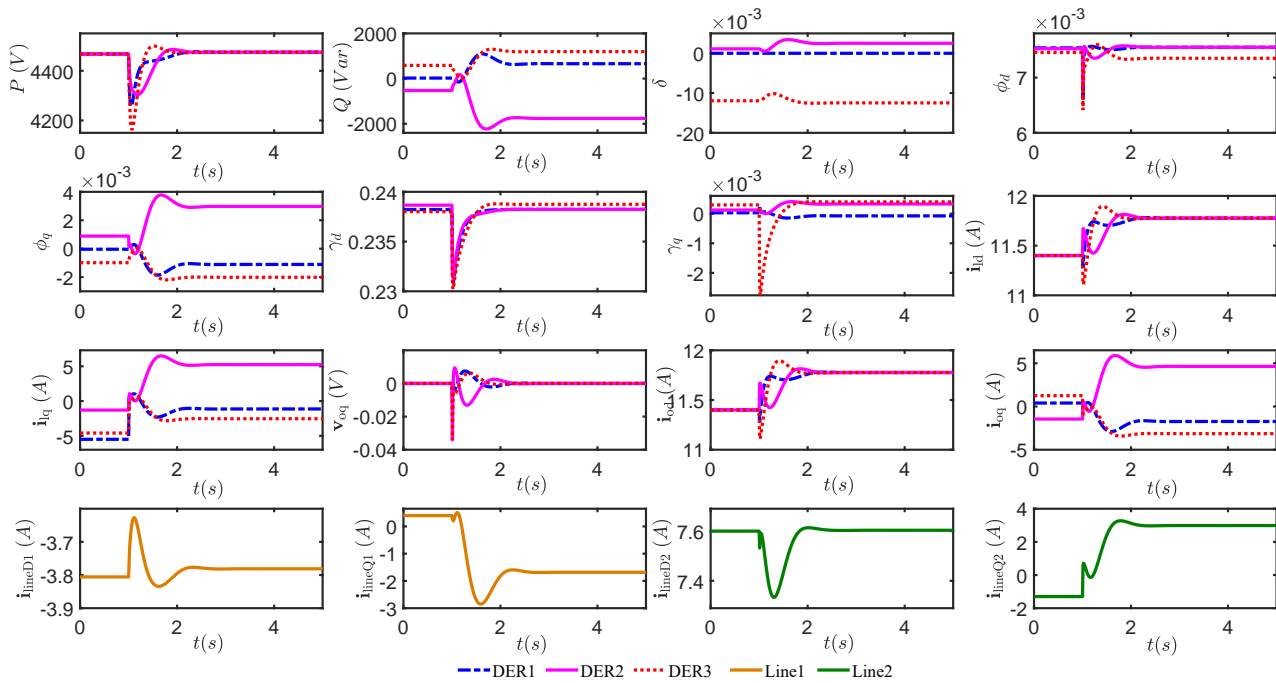 P (V)
4400
4200
0 2 4
t(s)
Q (Var)
2000
0
-2000
0 2 4
t(s)
×10⁻³
δ
0
-10
-20
0 2 4
t(s)
×10⁻³
ϕd
7
6
0 2 4
t(s)
×10⁻³
ϕq
4
2
0
-2
0 2 4
t(s)
γd
0.24
0.235
0.23
0 2 4
t(s)
×10⁻³
γq
0
-1
-2
0 2 4
t(s)
ild (A)
12
11.5
11
0 2 4
t(s)
ilq (A)
5
0
-5
0 2 4
t(s)
voq (V)
0.02
0
-0.02
-0.04
0 2 4
t(s)
iod (A)
12
11.5
11
0 2 4
t(s)
ioq (A)
5
0
-5
0 2 4
t(s)
ilineD1 (A)
-3.7
-3.8
-3.9
0 2 4
t(s)
ilineQ1 (A)
0
-1
-2
-3
0 2 4
t(s)
ilineD2 (A)
7.6
7.4
0 2 4
t(s)
ilineQ2 (A)
4
2
0
-2
0 2 4
t(s)
DER1 DER2 DER3 Line1 Line2